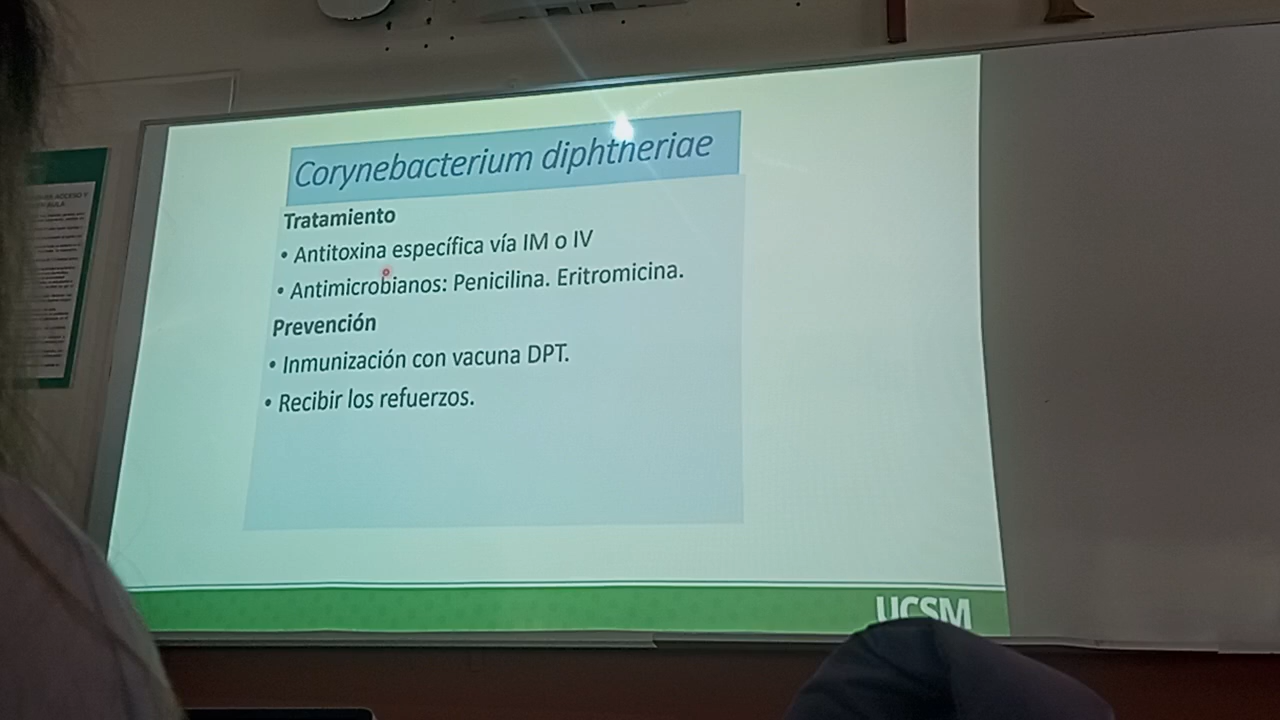 Corynebacterium diphtheriae
Tratamiento
• Antitoxina específica vía IM o IV
• Antimicrobianos: Penicilina. Eritromicina.
Prevención
• Inmunización con vacuna DPT.
• Recibir los refuerzos.
UCSM